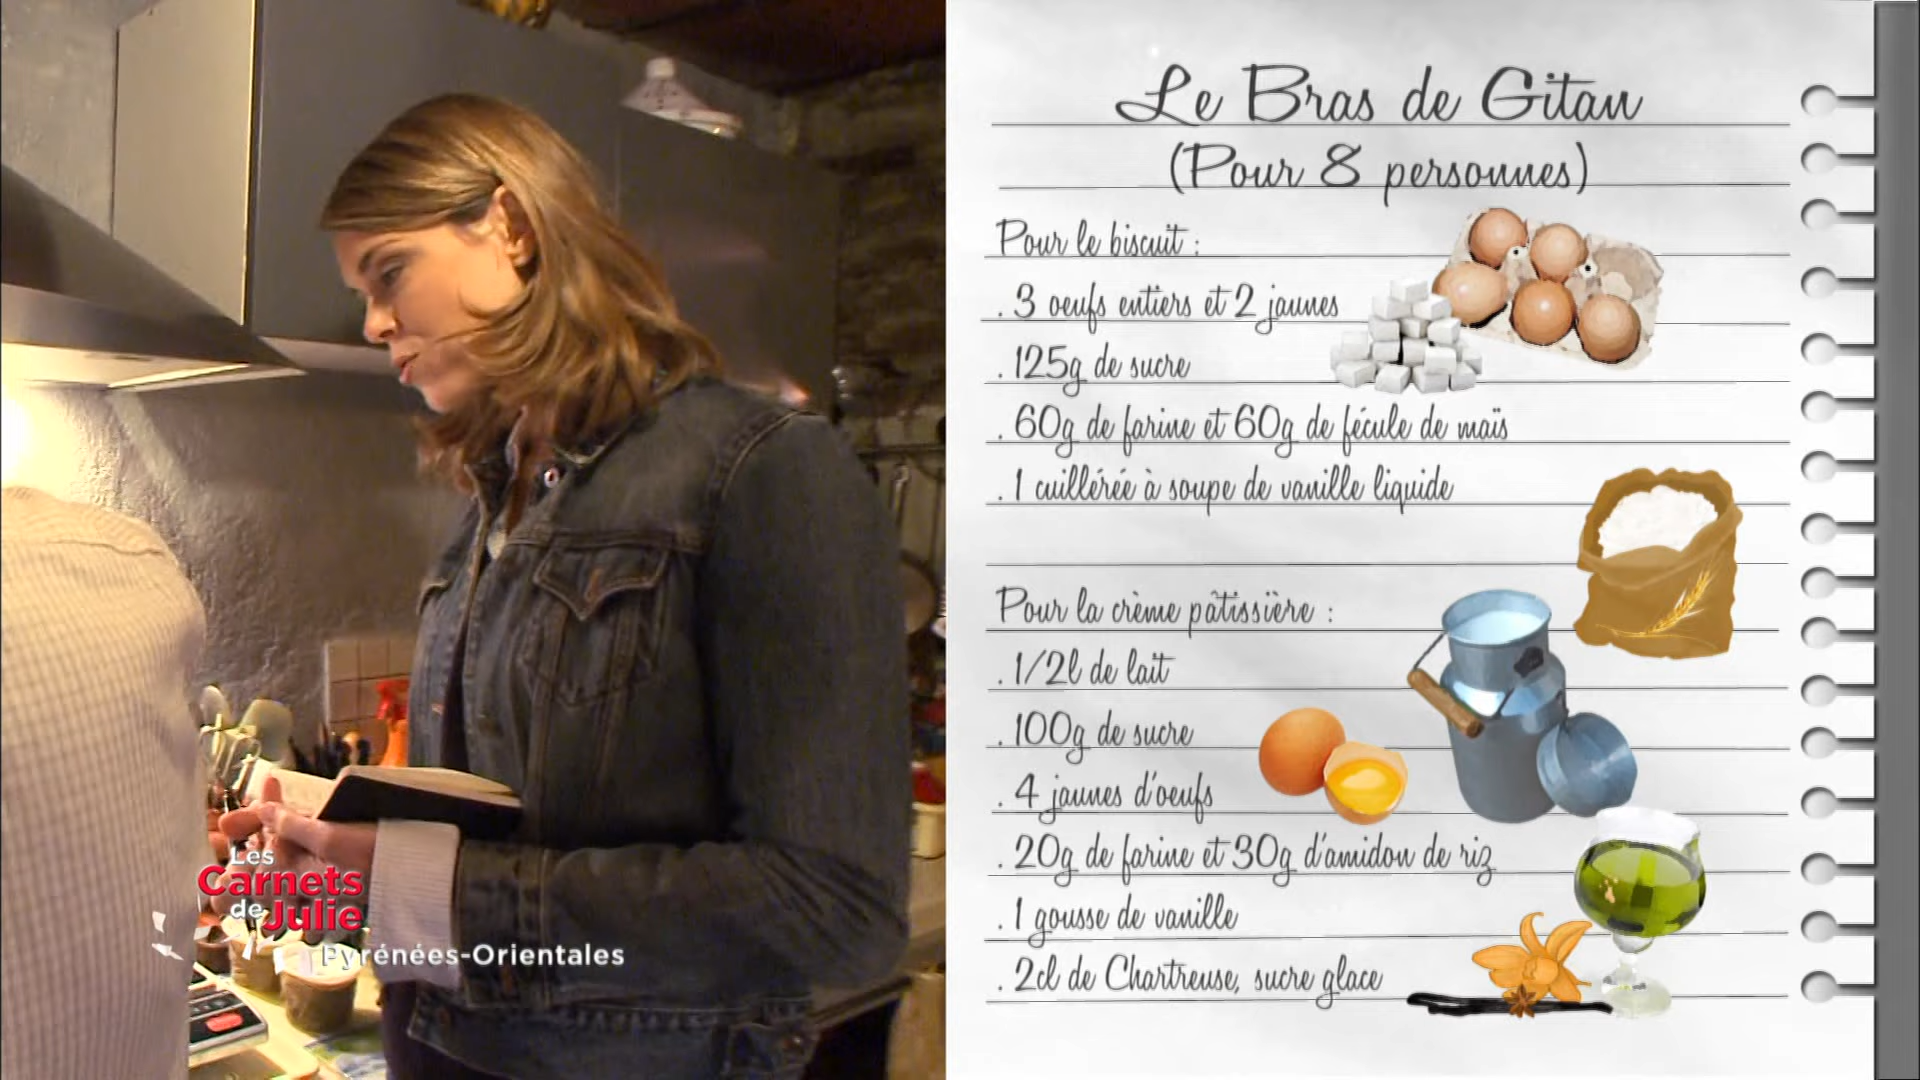 Le Bras de Gitan
(Pour 8 personnes)
Pour le biscuit :
. 3 oeufs entiers et 2 jaunes
. 125g de sucre
. 60g de farine et 60g de fécule de maïs
. 1 cuillérée à soupe de vanille liquide
Pour la crème pâtissière :
. 1/2l de lait
. 100g de sucre
. 4 jaunes d'oeufs
. 20g de farine et 30g d'amidon de riz
. 1 gousse de vanille
. 2cl de Chartreuse, sucre glace
Les
Carnets
de Julie
Pyrénées-Orientales